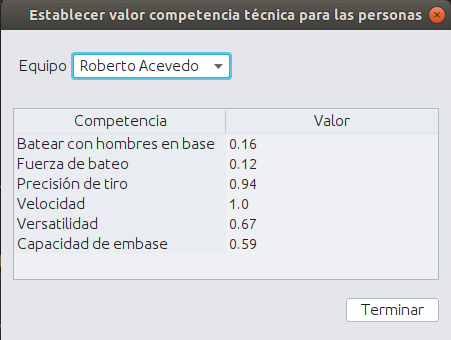 Establecer valor competencia técnica para las personas
Equipo Roberto Acevedo
Competencia Valor
Batear con hombres en base 0.16
Fuerza de bateo 0.12
Precisión de tiro 0.94
Velocidad 1.0
Versatilidad 0.67
Capacidad de embase 0.59
Terminar